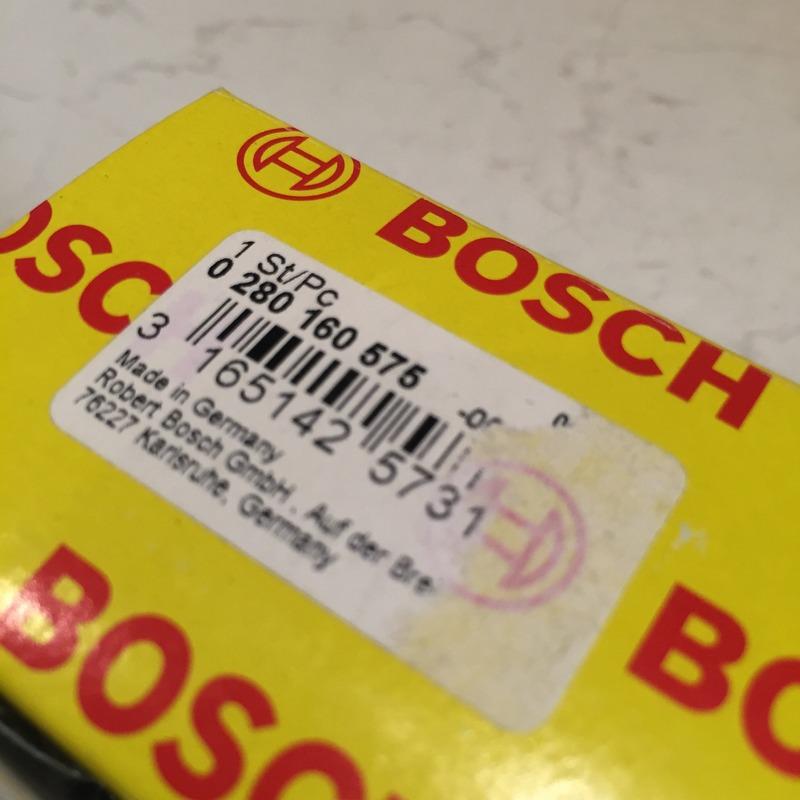 BOSCH
OSC
1 St/Pc
0 280 160 575
3 165142 5731
Made in Germany
Robert Bosch GmbH . Auf der
76227 Karlsruhe, Germany
BOSC
BO